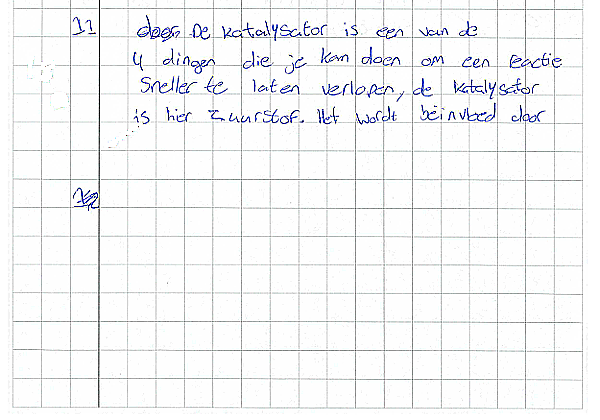 11 door De katalysator is een van de
4 dingen die je kan doen om een reactie
sneller te laten verlopen, de katalysator
is hier zuurstof. Het wordt beinvloed door
12